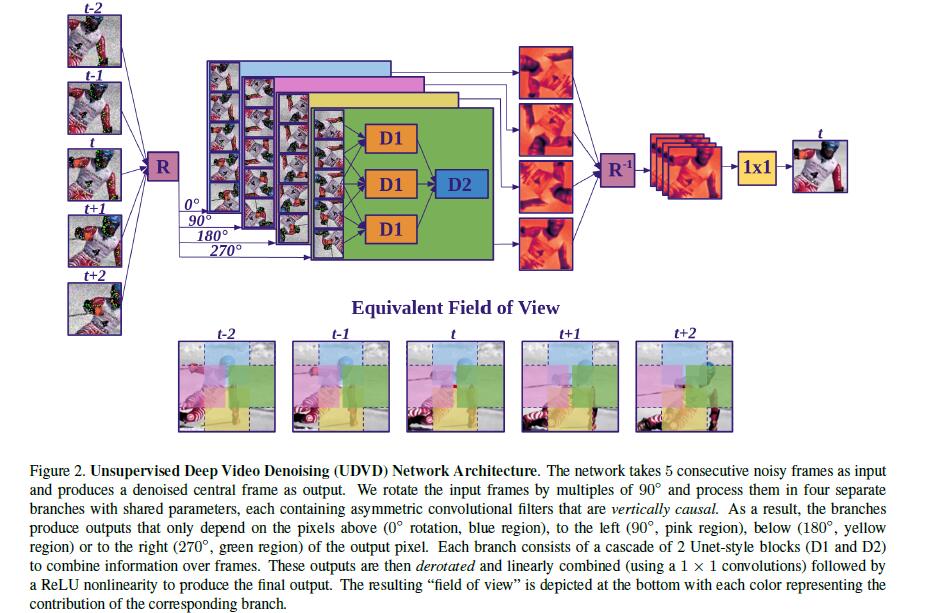 t-2
t-1
t
t+1
t+2
R
0°
90°
180°
270°
D1
D1
D1
D2
R-1
1x1
t
Equivalent Field of View
t-2
t-1
t
t+1
t+2
Figure 2. Unsupervised Deep Video Denoising (UDVD) Network Architecture. The network takes 5 consecutive noisy frames as input
and produces a denoised central frame as output. We rotate the input frames by multiples of 90° and process them in four separate
branches with shared parameters, each containing asymmetric convolutional filters that are vertically causal. As a result, the branches
produce outputs that only depend on the pixels above (0° rotation, blue region), to the left (90°, pink region), below (180°, yellow
region) or to the right (270°, green region) of the output pixel. Each branch consists of a cascade of 2 Unet-style blocks (D1 and D2)
to combine information over frames. These outputs are then derotated and linearly combined (using a 1 × 1 convolutions) followed by
a ReLU nonlinearity to produce the final output. The resulting “field of view” is depicted at the bottom with each color representing the
contribution of the corresponding branch.